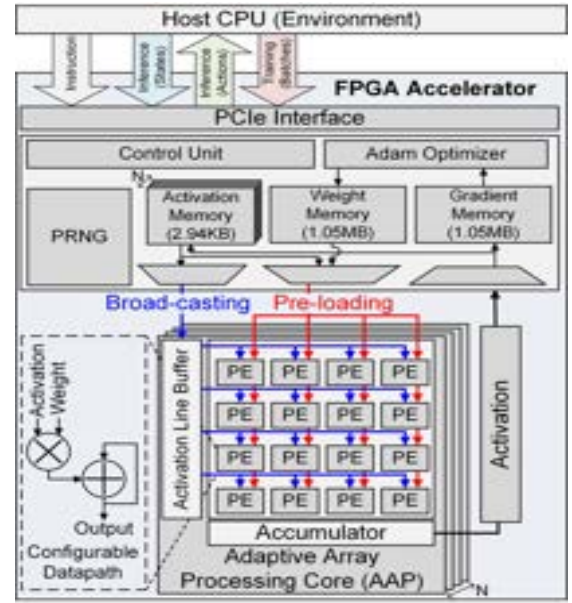 Host CPU (Environment)
Instruction
Inference
(States)
Inference
(Actions)
Training
(Batches)
FPGA Accelerator
PCIe Interface
Control Unit
Adam Optimizer
N
PRNG
Activation
Memory
(2.94KB)
Weight
Memory
(1.05MB)
Gradient
Memory
(1.05MB)
Broad-casting
Pre-loading
Activation
Weight
Output
Configurable
Datapath
Activation Line Buffer
PE PE PE PE
PE PE PE PE
PE PE PE PE
PE PE PE PE
Accumulator
Adaptive Array
Processing Core (AAP)
N
Activation